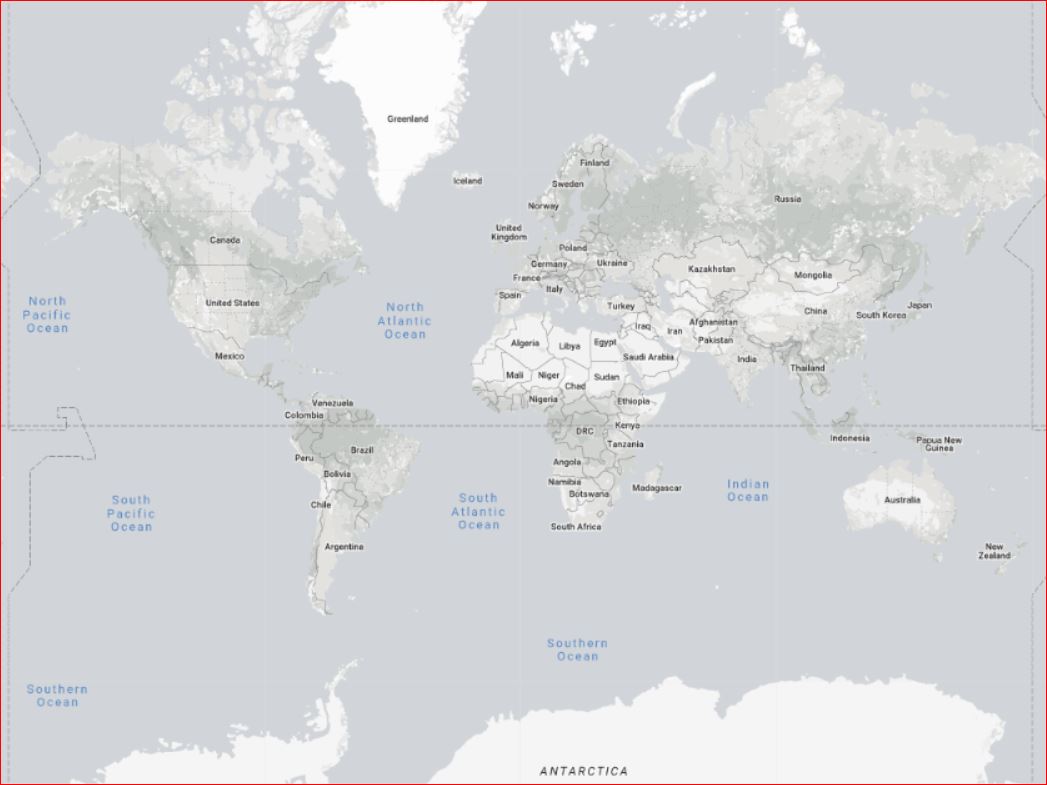 Greenland
Iceland
Finland
Sweden
Norway
Russia
United
Kingdom
Canada
Poland
Germany
Ukraine
France
Kazakhstan
Mongolia
Italy
Spain
United States
Turkey
North
Pacific
Ocean
North
Atlantic
Ocean
China
Japan
South Korea
Iraq
Iran
Afghanistan
Pakistan
Algeria
Libya
Egypt
Saudi Arabia
India
Mexico
Thailand
Mali
Niger
Chad
Sudan
Nigeria
Ethiopia
Venezuela
Colombia
DRC
Kenya
Tanzania
Indonesia
Papua New
Guinea
Brazil
Peru
Bolivia
Angola
Namibia
Botswana
Madagascar
Indian
Ocean
South
Pacific
Ocean
South
Atlantic
Ocean
Chile
Australia
South Africa
Argentina
New
Zealand
Southern
Ocean
Southern
Ocean
ANTARCTICA